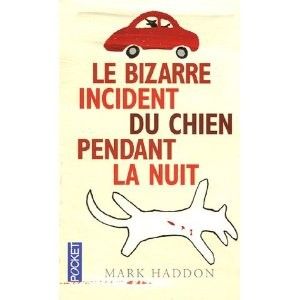 LE BIZARRE
INCIDENT
DU CHIEN
PENDANT
LA NUIT
POCKET
MARK HADDON